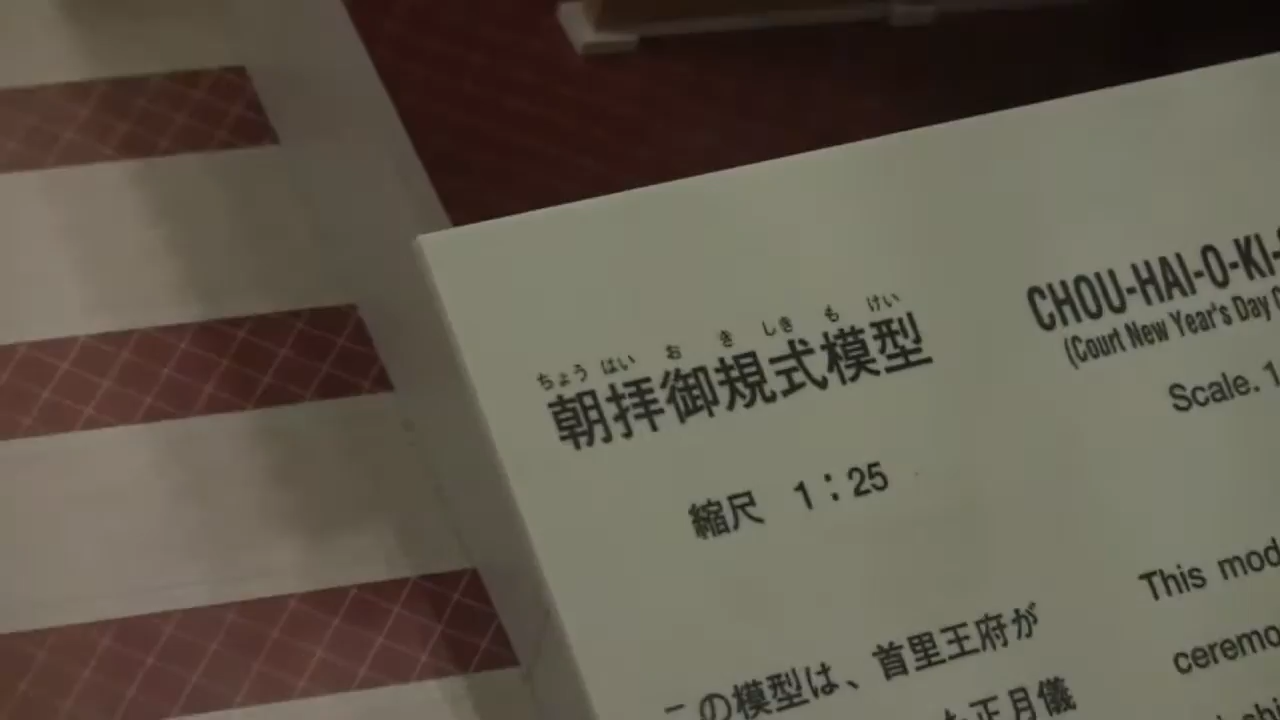 ちょう はい お き しき も けい
朝拝御規式模型
縮尺 1:25
この模型は、首里王府が
正月儀
CHOU-HAI-O-KI-
(Court New Year's Day
Scale. 1
This